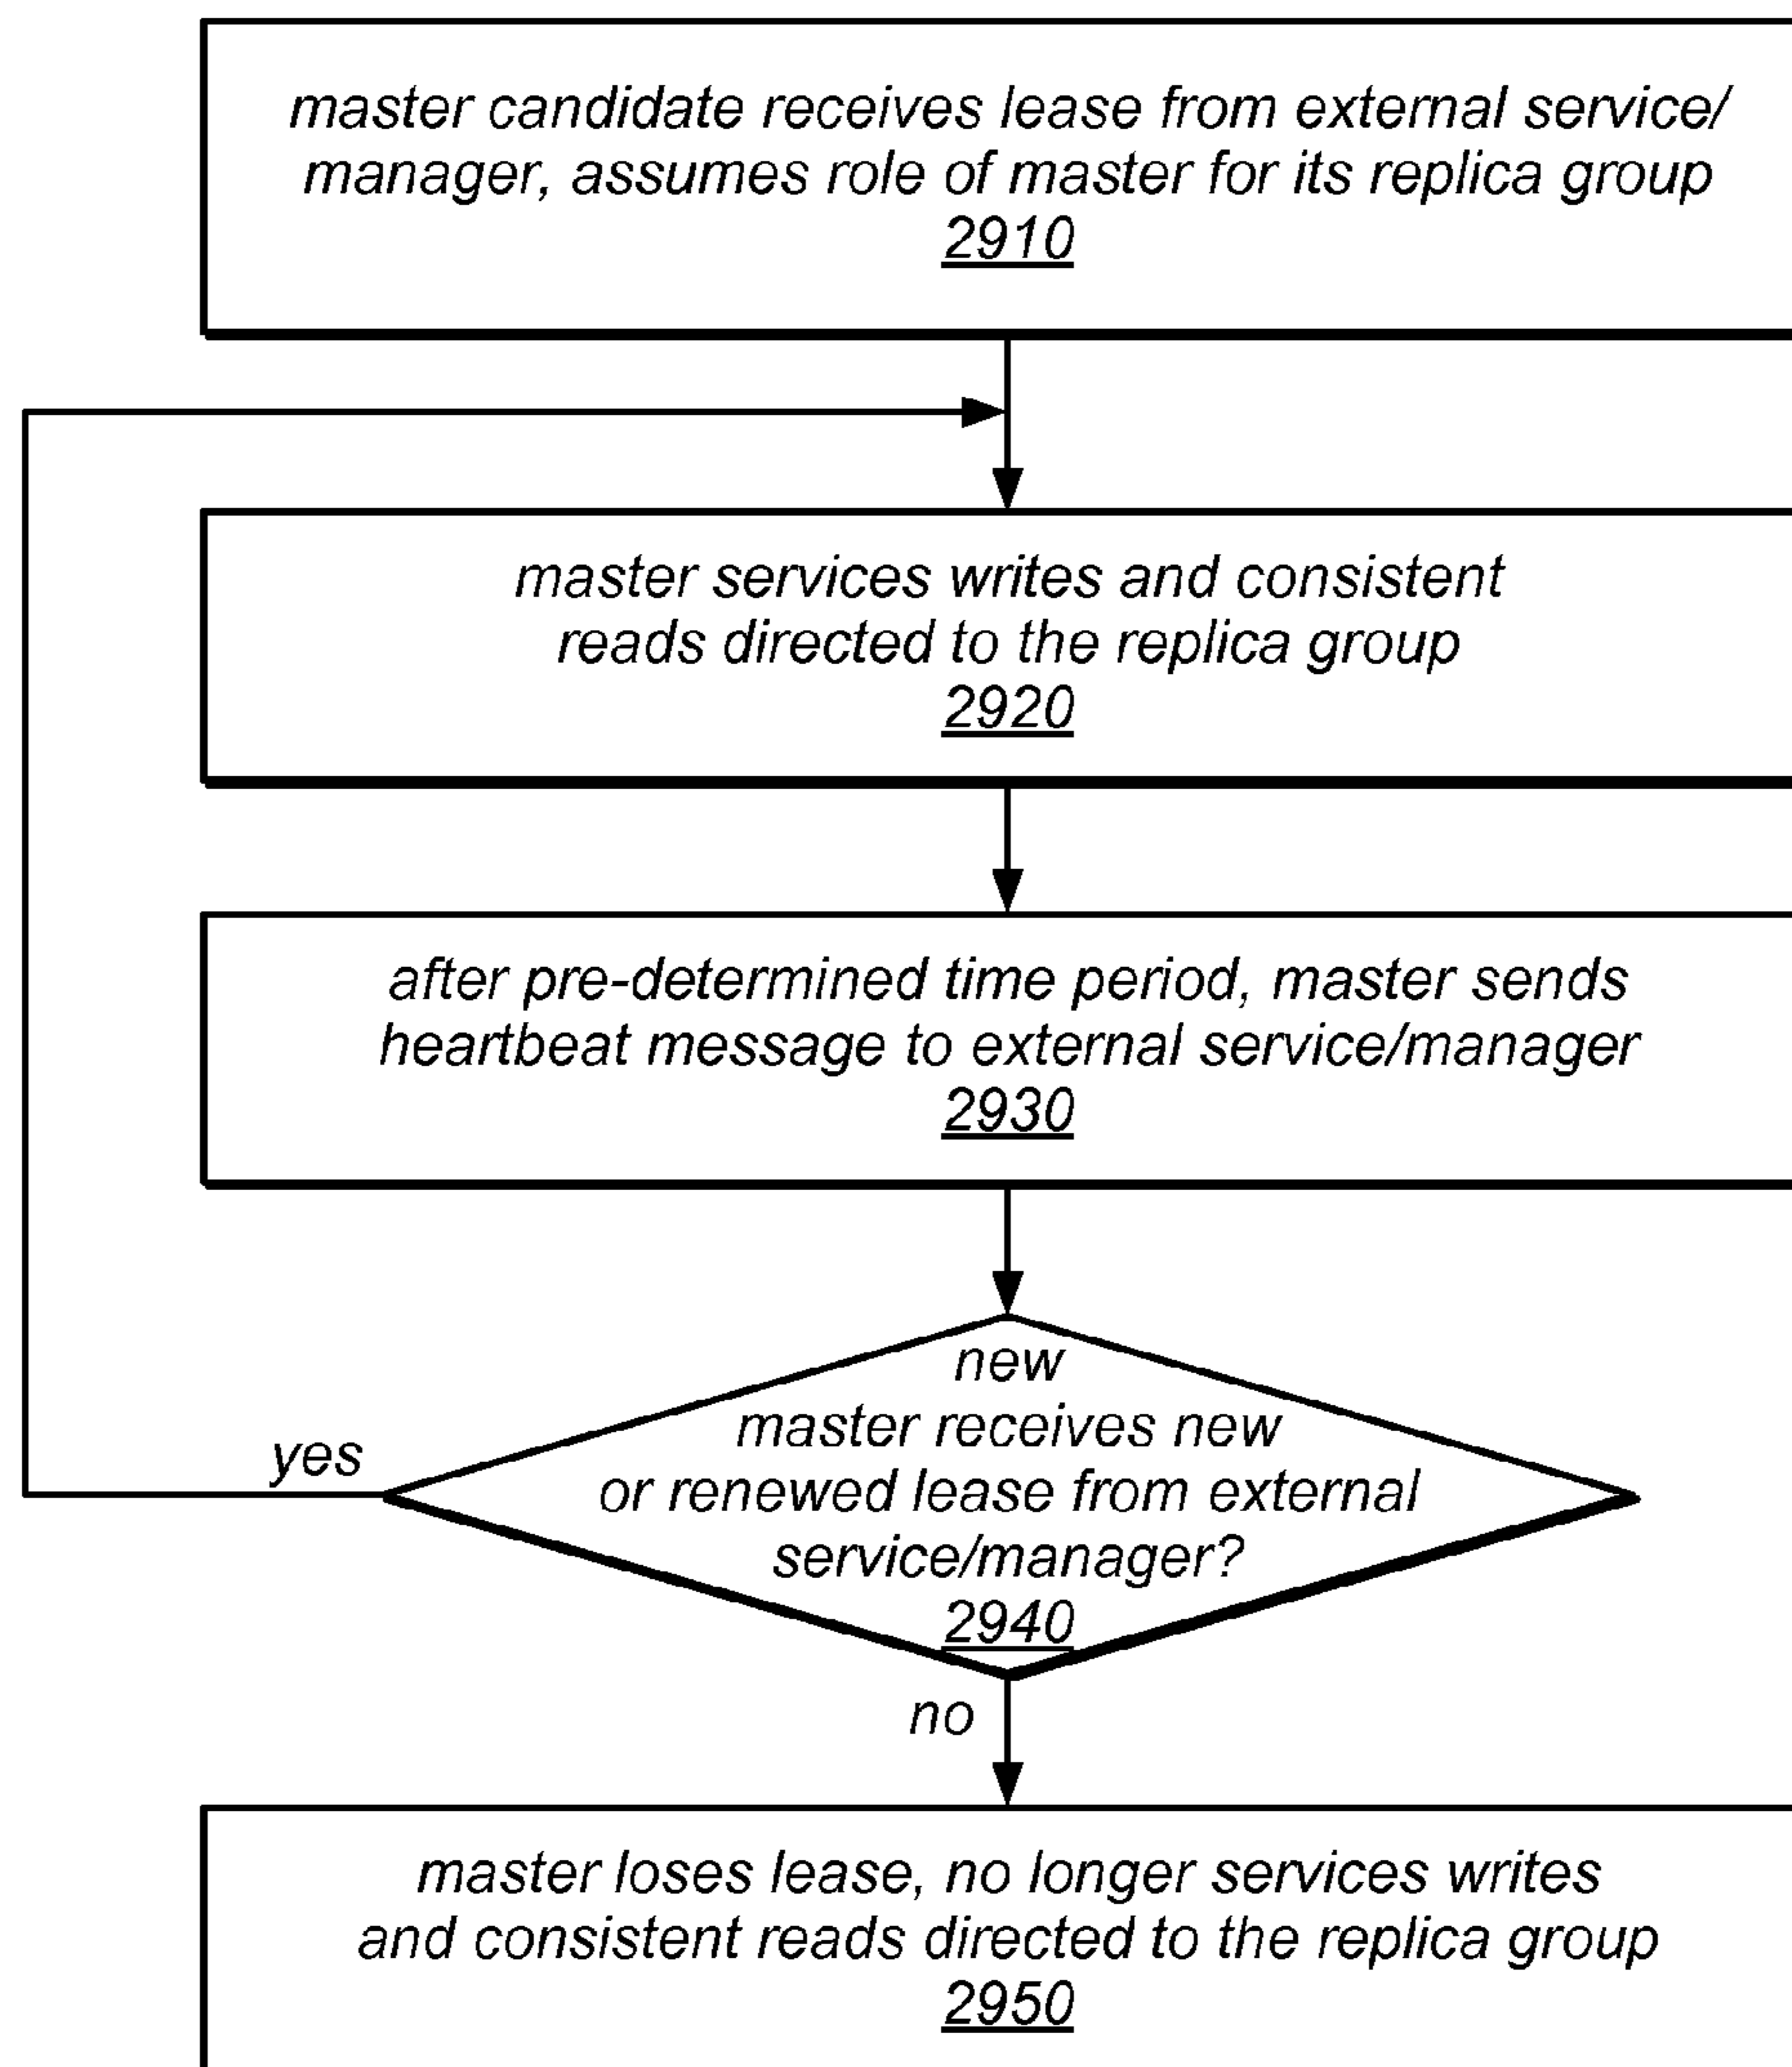 master candidate receives lease from external service/
manager, assumes role of master for its replica group
2910
master services writes and consistent
reads directed to the replica group
2920
after pre-determined time period, master sends
heartbeat message to external service/manager
2930
new
master receives new
or renewed lease from external
service/manager?
2940
yes
no
master loses lease, no longer services writes
and consistent reads directed to the replica group
2950